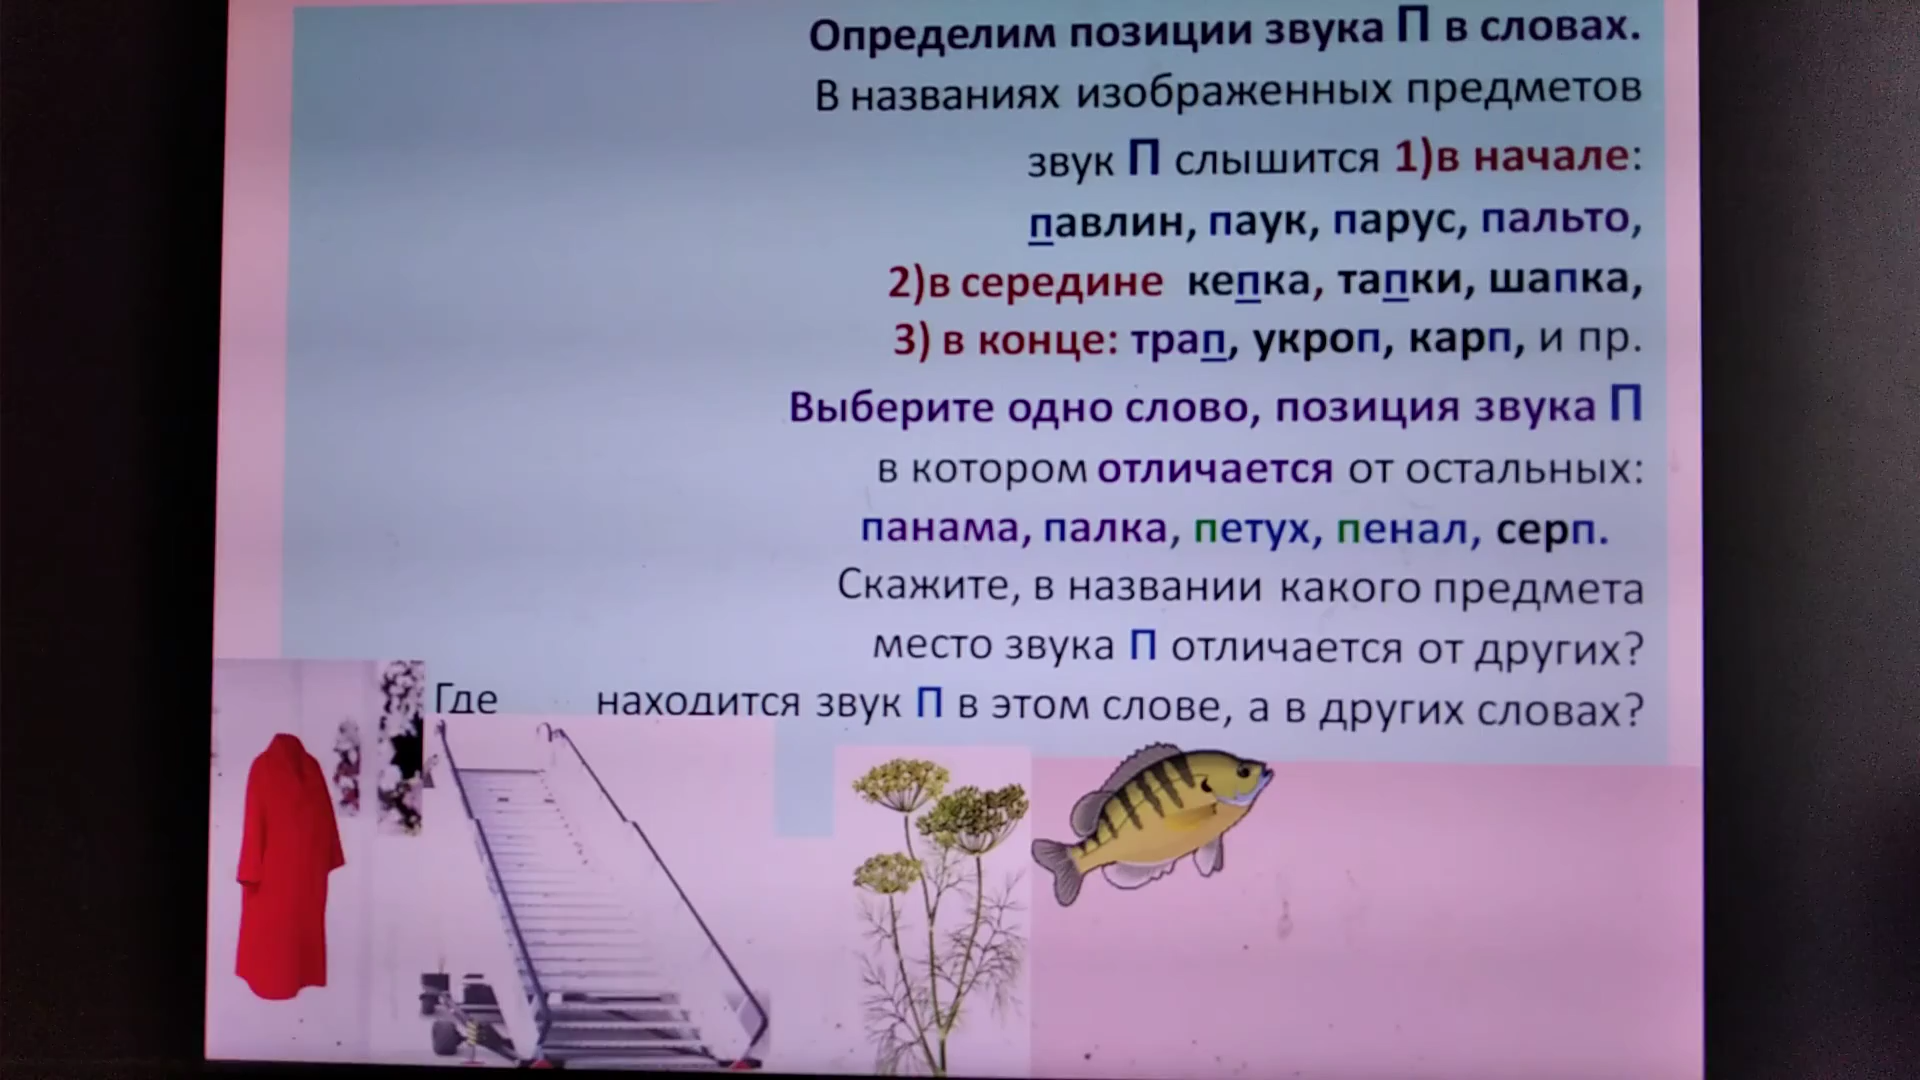 Определим позиции звука П в словах.
В названиях изображенных предметов
звук П слышится 1)в начале:
павлин, паук, парус, пальто,
2)в середине кепка, тапки, шапка,
3) в конце: трап, укроп, карп, и пр.
Выберите одно слово, позиция звука П
в котором отличается от остальных:
панама, палка, петух, пенал, серп.
Скажите, в названии какого предмета
место звука П отличается от других?
Где находится звук П в этом слове, а в других словах?